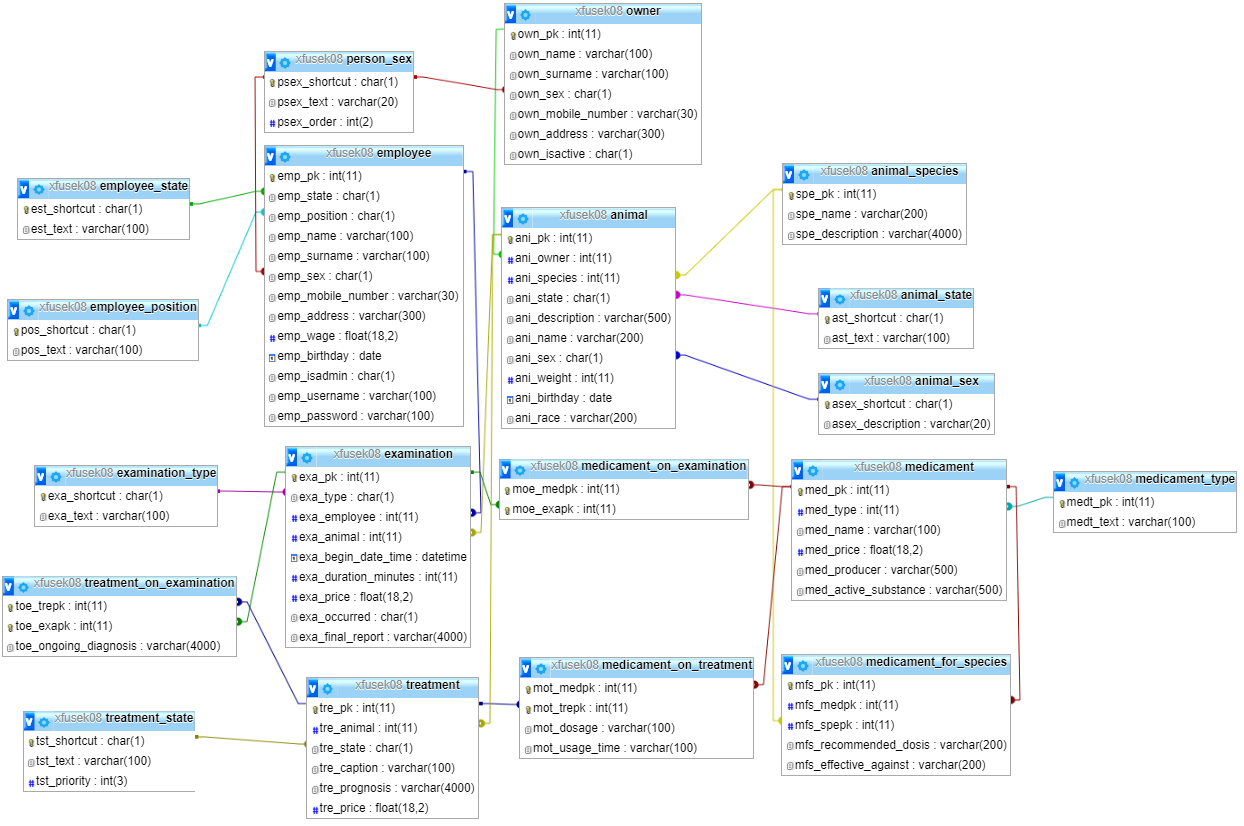 xfusek08 owner
own_pk : int(11)
own_name : varchar(100)
own_surname : varchar(100)
own_sex : char(1)
own_mobile_number : varchar(30)
own_address : varchar(300)
own_isactive : char(1)
xfusek08 person_sex
psex_shortcut : char(1)
psex_text : varchar(20)
psex_order : int(2)
xfusek08 employee
emp_pk : int(11)
emp_state : char(1)
emp_position : char(1)
emp_name : varchar(100)
emp_surname : varchar(100)
emp_sex : char(1)
emp_mobile_number : varchar(30)
emp_address : varchar(300)
emp_wage : float(18,2)
emp_birthday : date
emp_isadmin : char(1)
emp_username : varchar(100)
emp_password : varchar(100)
xfusek08 employee_state
est_shortcut : char(1)
est_text : varchar(100)
xfusek08 employee_position
pos_shortcut : char(1)
pos_text : varchar(100)
xfusek08 animal
ani_pk : int(11)
ani_owner : int(11)
ani_species : int(11)
ani_state : char(1)
ani_description : varchar(500)
ani_name : varchar(200)
ani_sex : char(1)
ani_weight : int(11)
ani_birthday : date
ani_race : varchar(200)
xfusek08 animal_species
spe_pk : int(11)
spe_name : varchar(200)
spe_description : varchar(4000)
xfusek08 animal_state
ast_shortcut : char(1)
ast_text : varchar(100)
xfusek08 animal_sex
asex_shortcut : char(1)
asex_description : varchar(20)
xfusek08 examination_type
exa_shortcut : char(1)
exa_text : varchar(100)
xfusek08 examination
exa_pk : int(11)
exa_type : char(1)
exa_employee : int(11)
exa_animal : int(11)
exa_begin_date_time : datetime
exa_duration_minutes : int(11)
exa_price : float(18,2)
exa_occurred : char(1)
exa_final_report : varchar(4000)
xfusek08 medicament_on_examination
moe_medpk : int(11)
moe_exapk : int(11)
xfusek08 medicament
med_pk : int(11)
med_type : int(11)
med_name : varchar(100)
med_price : float(18,2)
med_producer : varchar(500)
med_active_substance : varchar(500)
xfusek08 medicament_type
medt_pk : int(11)
medt_text : varchar(100)
xfusek08 treatment_on_examination
toe_trepk : int(11)
toe_exapk : int(11)
toe_ongoing_diagnosis : varchar(4000)
xfusek08 treatment
tre_pk : int(11)
tre_animal : int(11)
tre_state : char(1)
tre_caption : varchar(100)
tre_prognosis : varchar(4000)
tre_price : float(18,2)
xfusek08 treatment_state
tst_shortcut : char(1)
tst_text : varchar(100)
tst_priority : int(3)
xfusek08 medicament_on_treatment
mot_medpk : int(11)
mot_trepk : int(11)
mot_dosage : varchar(100)
mot_usage_time : varchar(100)
xfusek08 medicament_for_species
mfs_pk : int(11)
mfs_medpk : int(11)
mfs_spepk : int(11)
mfs_recommended_dosis : varchar(200)
mfs_effective_against : varchar(200)